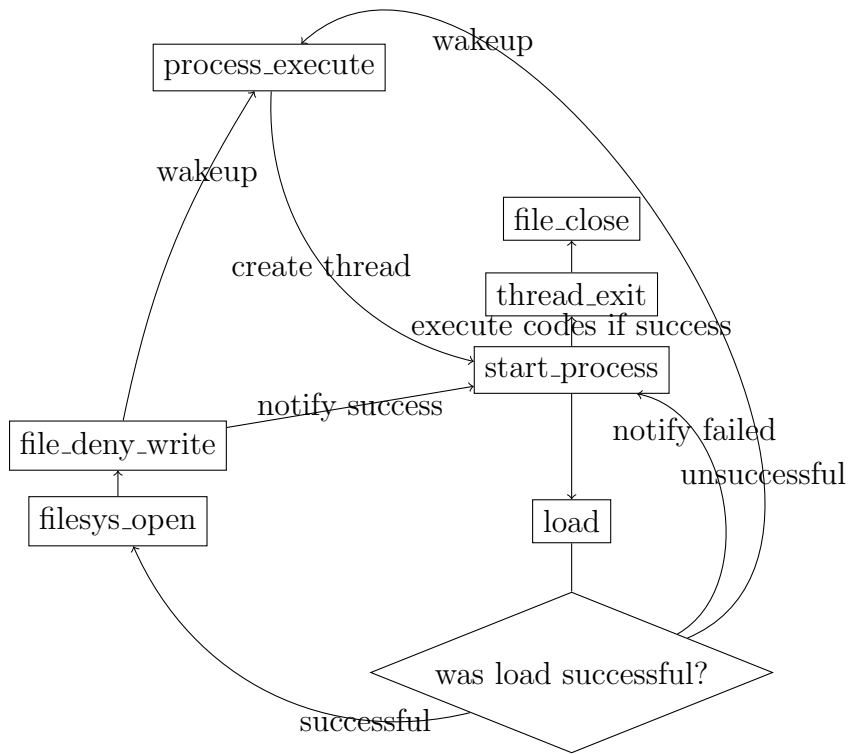 wakeup
process_execute
wakeup
file_close
create thread
thread_exit
execute codes if success
start_process
notify success
notify failed
file_deny_write
unsuccessful
filesys_open
load
was load successful?
successful